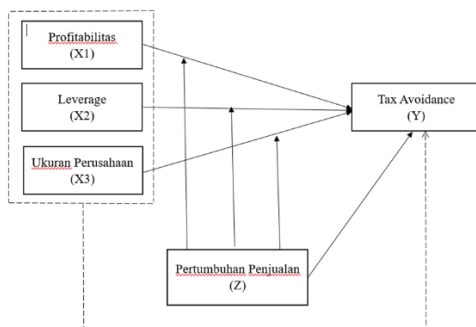 Profitabilitas
(X1)
Leverage
(X2)
Ukuran Perusahaan
(X3)
Tax Avoidance
(Y)
Pertumbuhan Penjualan
(Z)